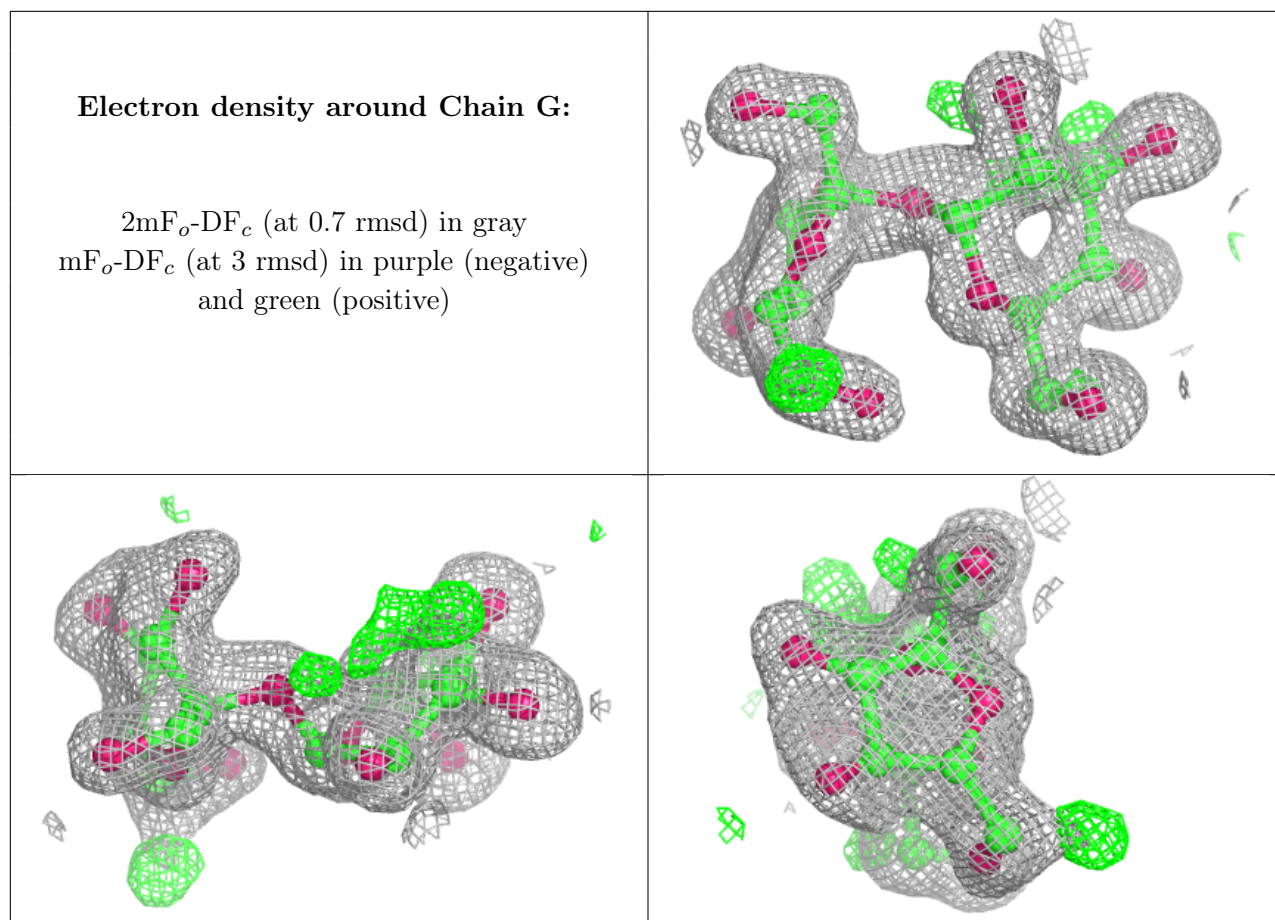 Electron density around Chain G:
2mFo-DFc (at 0.7 rmsd) in gray
mFo-DFc (at 3 rmsd) in purple (negative)
and green (positive)